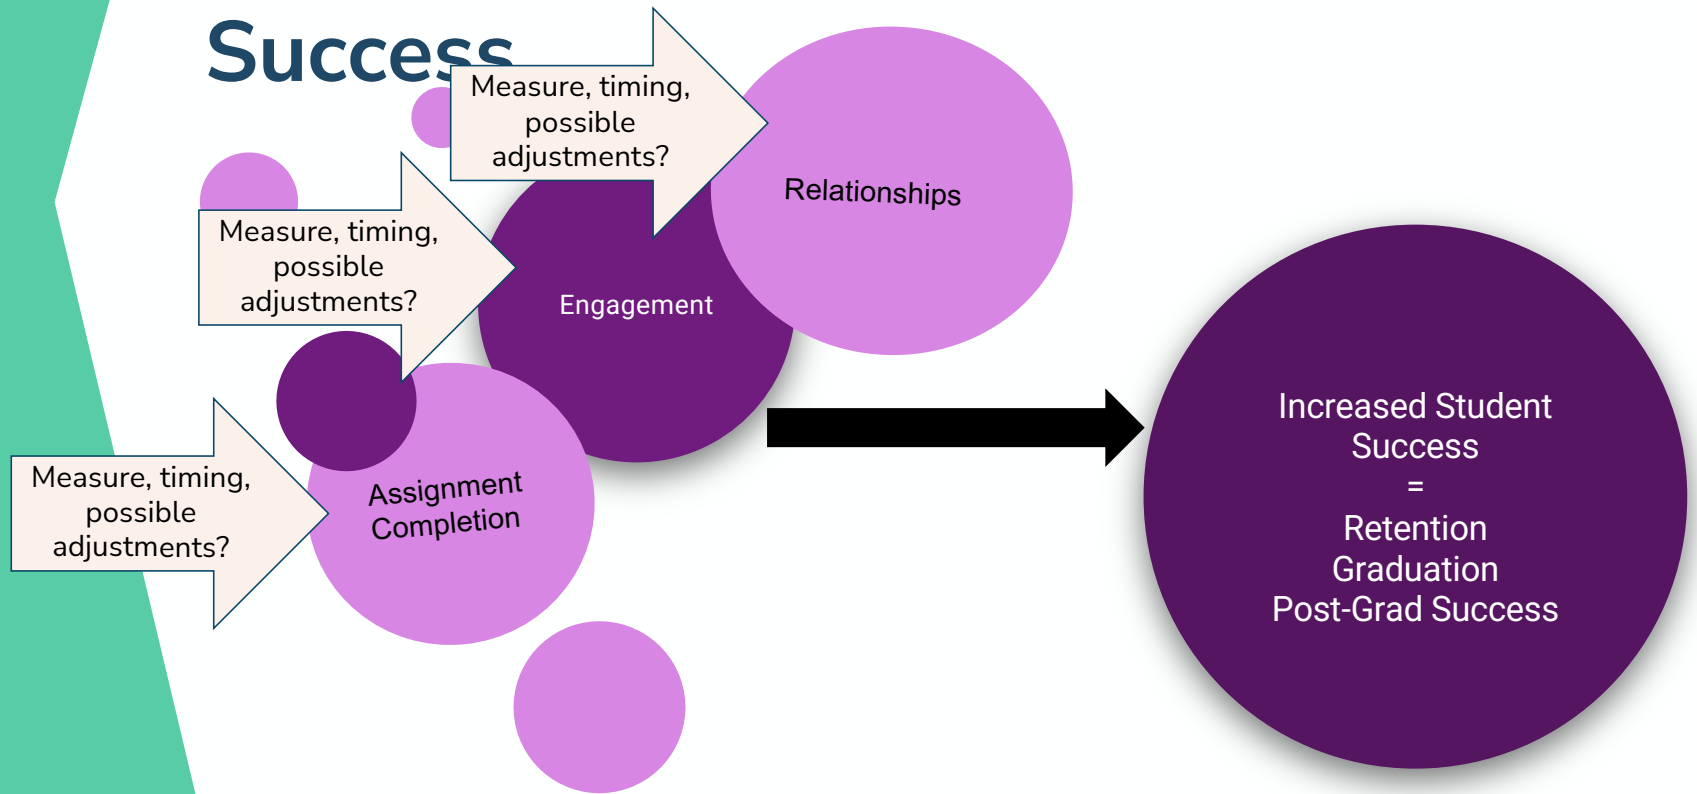 Success
Measure, timing,
possible
adjustments?
Relationships
Measure, timing,
possible
adjustments?
Engagement
Measure, timing,
possible
adjustments?
Assignment
Completion
Increased Student
Success
=
Retention
Graduation
Post-Grad Success